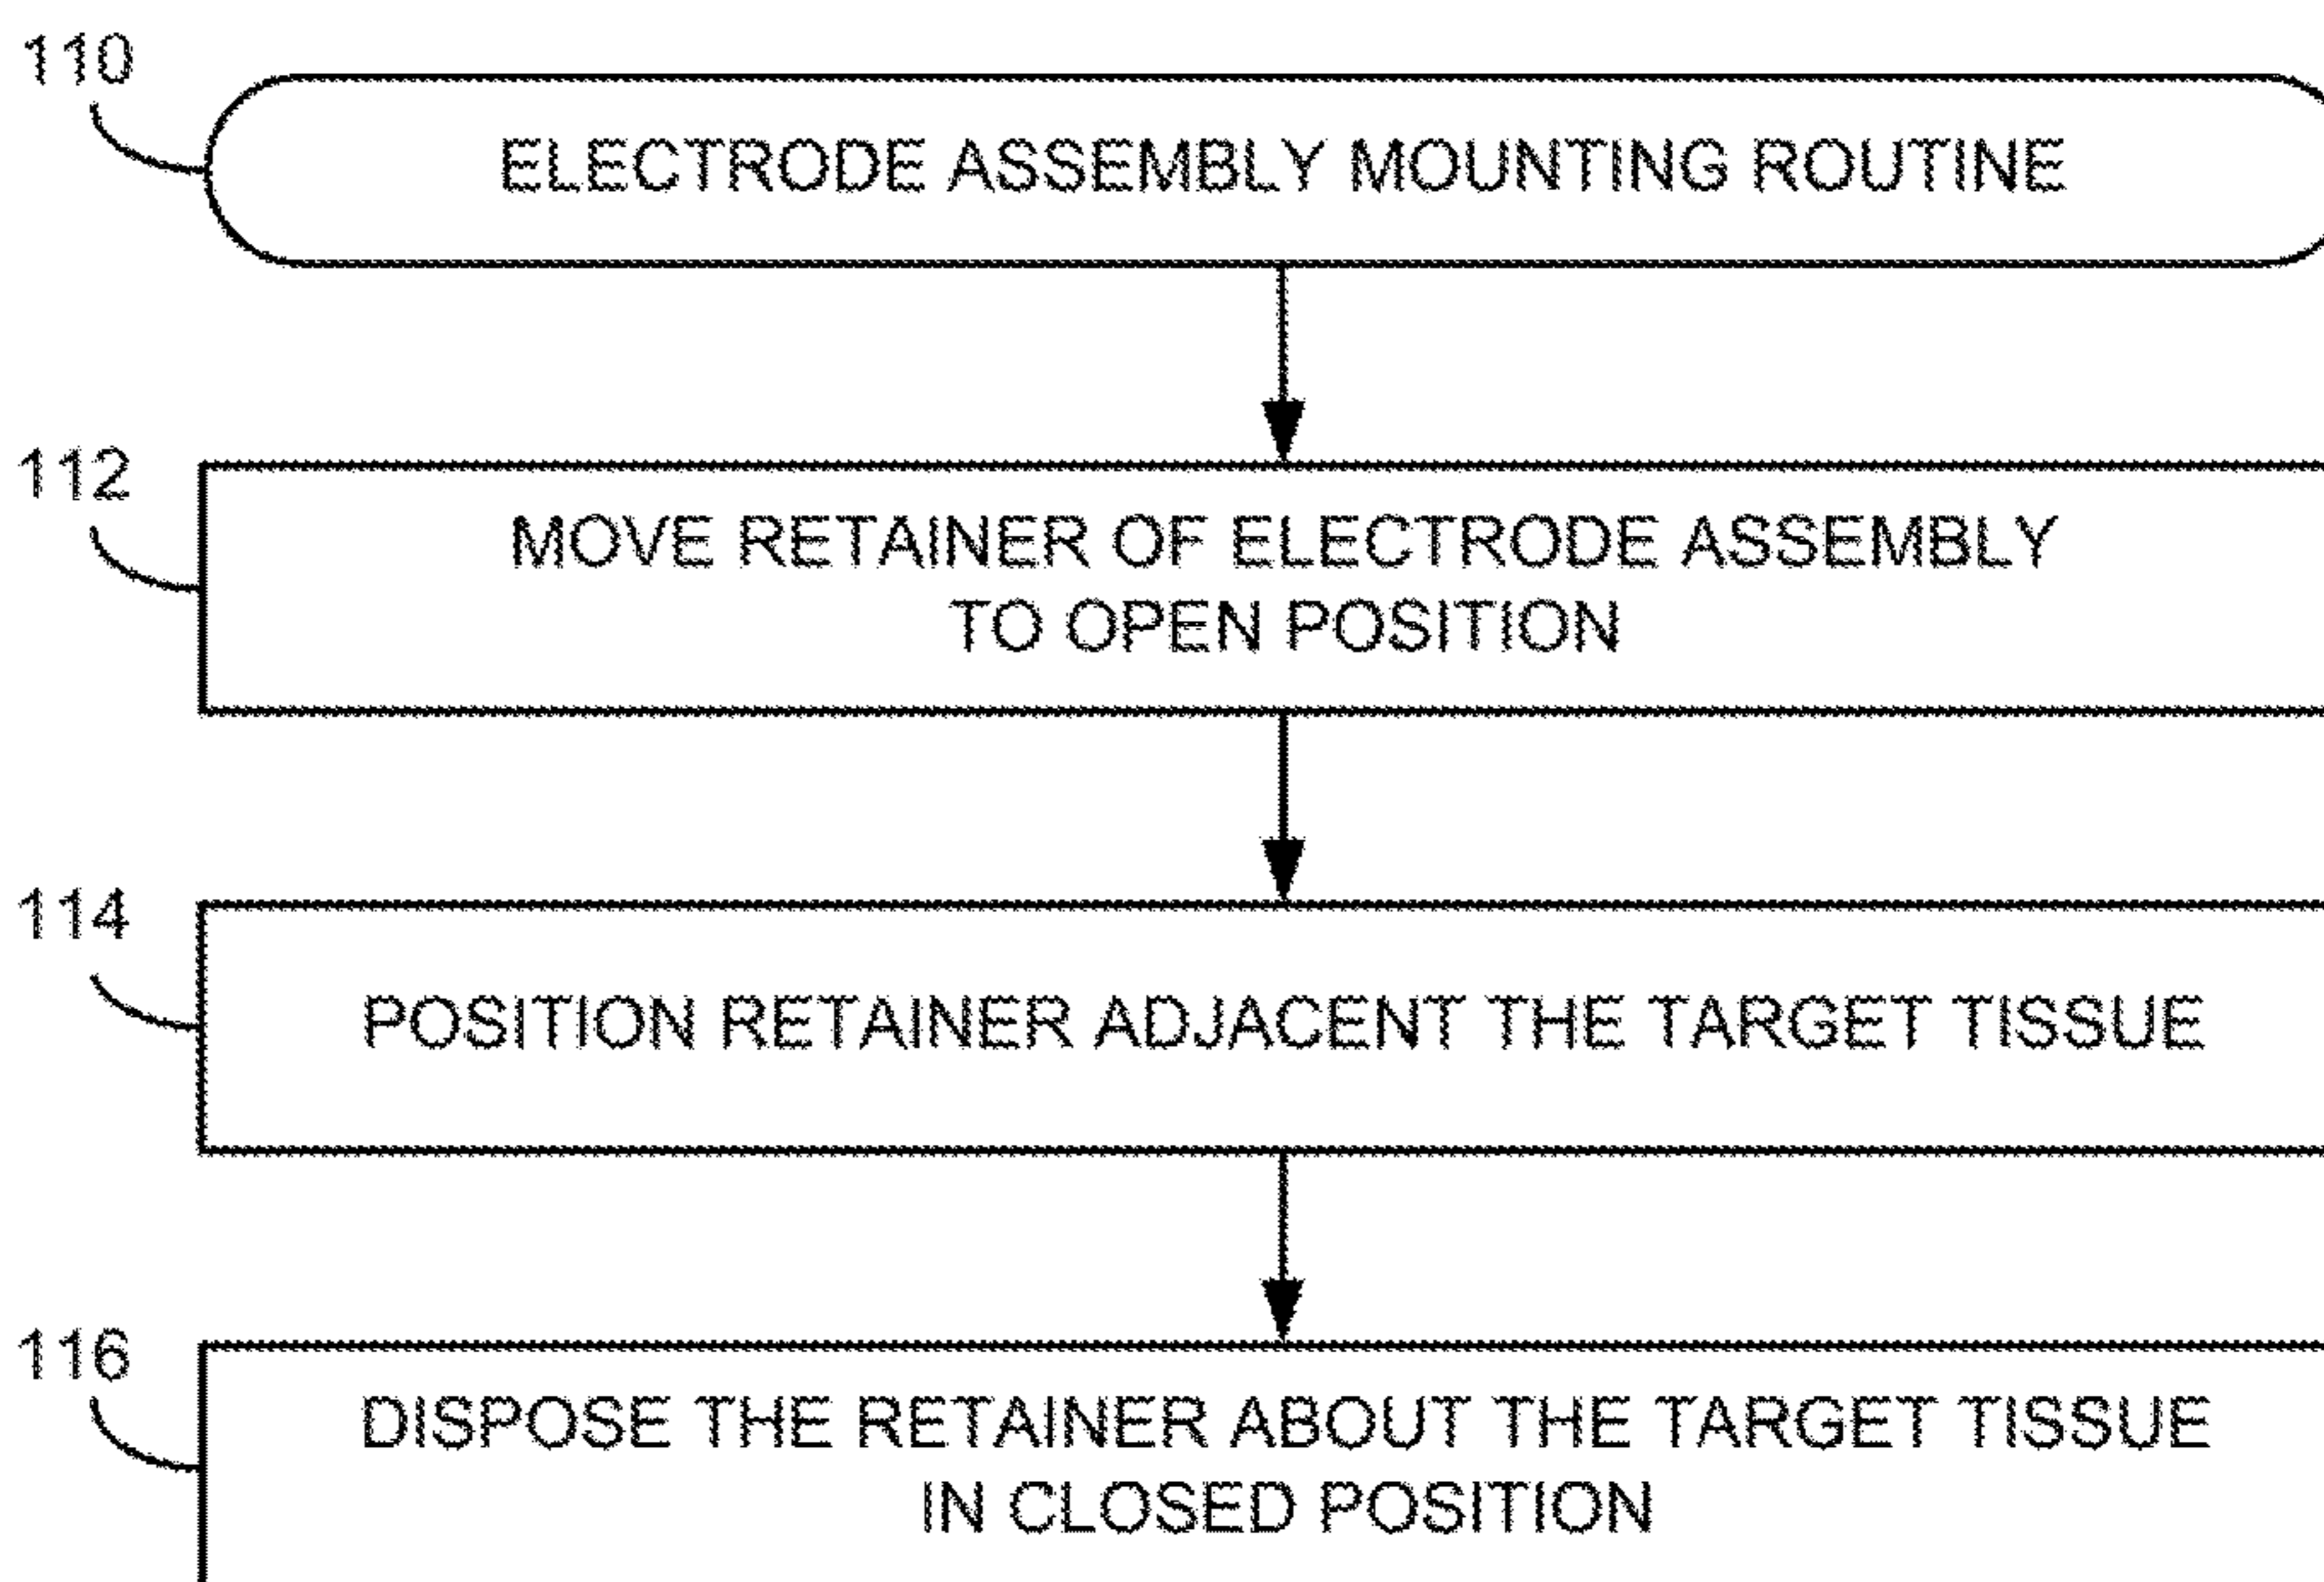 110
ELECTRODE ASSEMBLY MOUNTING ROUTINE
112
MOVE RETAINER OF ELECTRODE ASSEMBLY
TO OPEN POSITION
114
POSITION RETAINER ADJACENT THE TARGET TISSUE
116
DISPOSE THE RETAINER ABOUT THE TARGET TISSUE
IN CLOSED POSITION